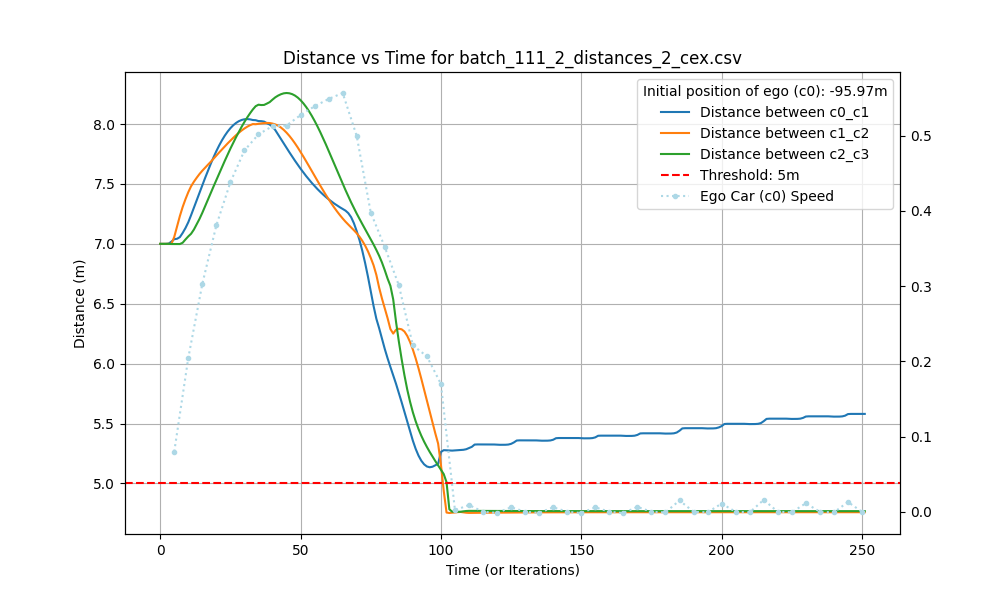 Distance vs Time for batch_111_2_distances_2_cex.csv
Initial position of ego (c0): -95.97m
Distance between c0_c1
Distance between c1_c2
Distance between c2_c3
Threshold: 5m
Ego Car (c0) Speed
Distance (m)
8.0
7.5
7.0
6.5
6.0
5.5
5.0
0.5
0.4
0.3
0.2
0.1
0.0
0
50
100
150
200
250
Time (or Iterations)